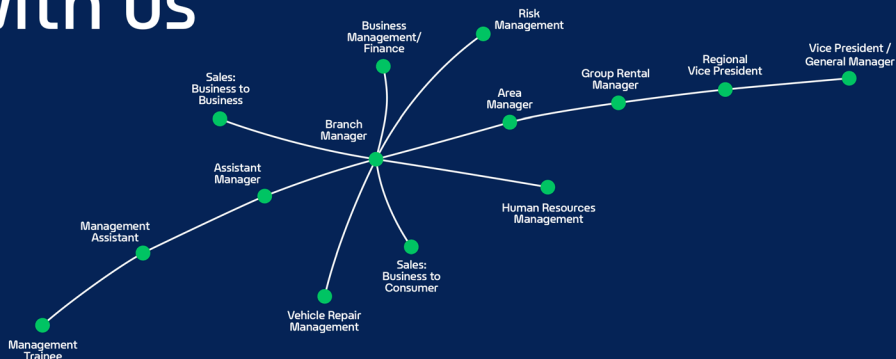 with Us
Risk
Management
Business
Management/
Finance
Vice President /
General Manager
Regional
Vice President
Group Rental
Manager
Sales:
Business to
Business
Area
Manager
Branch
Manager
Assistant
Manager
Human Resources
Management
Management
Assistant
Sales:
Business to
Consumer
Vehicle Repair
Management
Management
Trainee